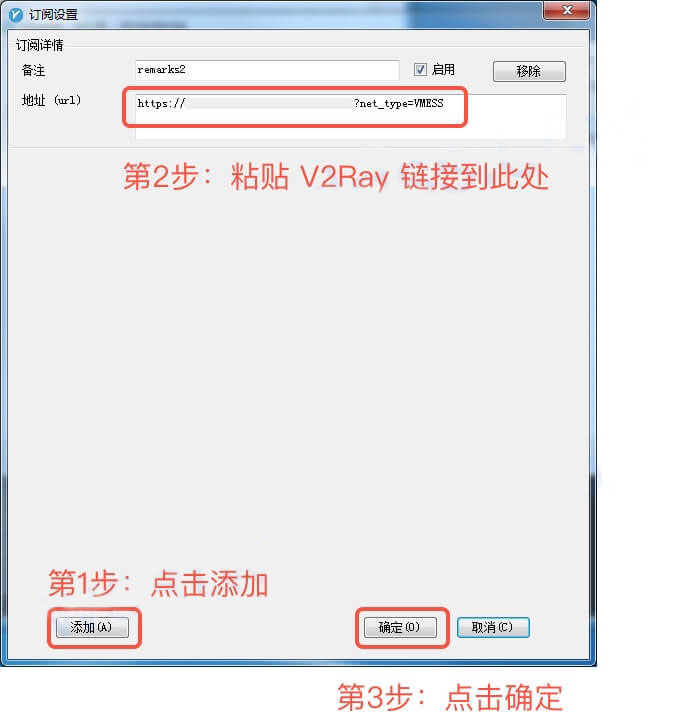 订阅设置
订阅详情
备注 remarks2 启用 移除
地址 (url) https:// ?net_type=VMESS
第2步：粘贴 V2Ray 链接到此处
第1步：点击添加
添加(A) 确定(O) 取消(C)
第3步：点击确定